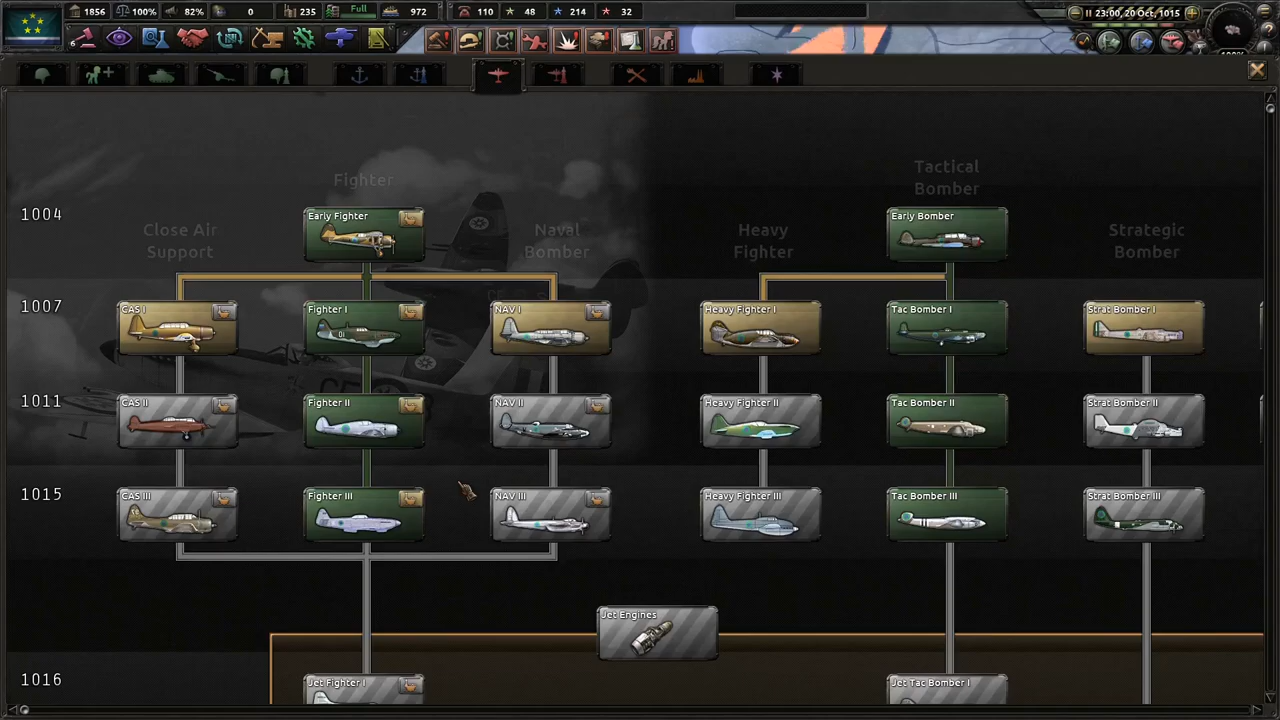 1856 100% 82% 0 235 Full 972 110 48 214 32 23:00, 20 Oct, 1015
6
Fighter
Tactical
Bomber
1004
Early Fighter
Early Bomber
Close Air
Support
Naval
Bomber
Heavy
Fighter
Strategic
Bomber
1007
CAS I
Fighter I
NAV I
Heavy Fighter I
Tac Bomber I
Strat Bomber I
1011
CAS II
Fighter II
NAV II
Heavy Fighter II
Tac Bomber II
Strat Bomber II
1015
CAS III
Fighter III
NAV III
Heavy Fighter III
Tac Bomber III
Strat Bomber III
Jet Engines
1016
Jet Fighter I
Jet Tac Bomber I